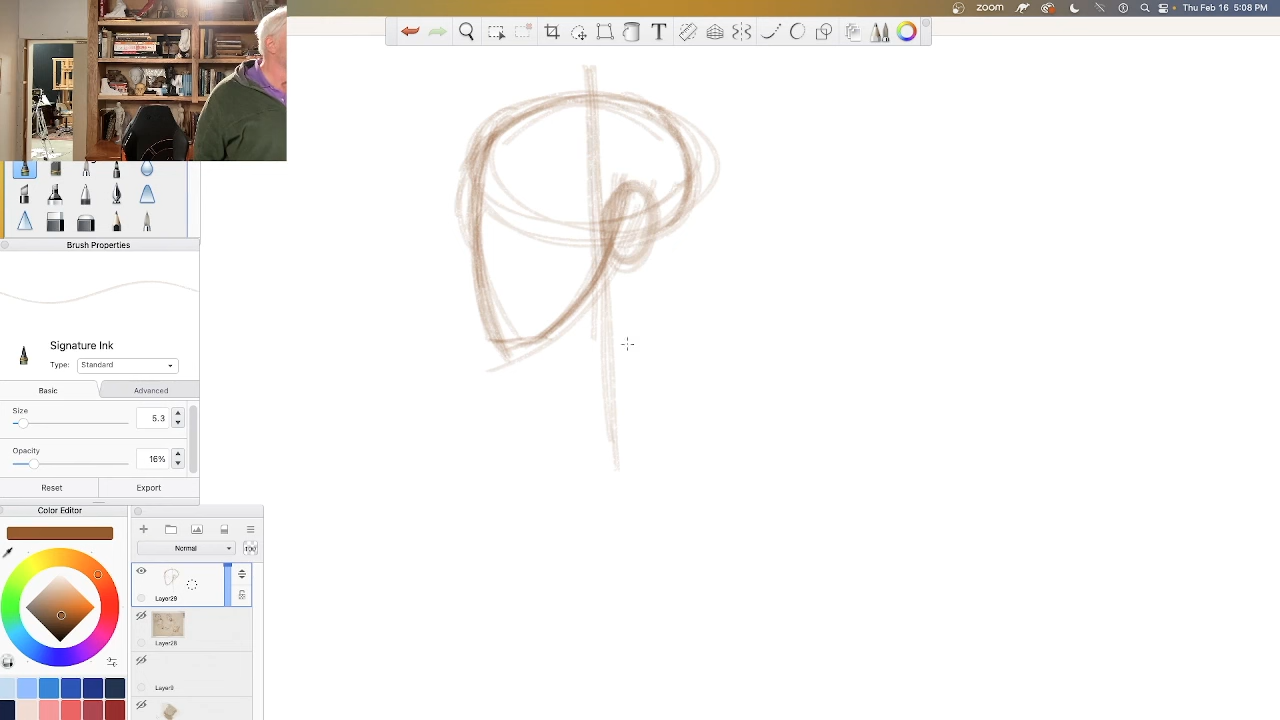 zoom Thu Feb 16 5:08 PM
T
Brush Properties
Signature Ink
Type: Standard
Basic Advanced
Size
5.3
Opacity
16%
Reset Export
Color Editor
Normal 100
Layer29
Layer28
Layer9